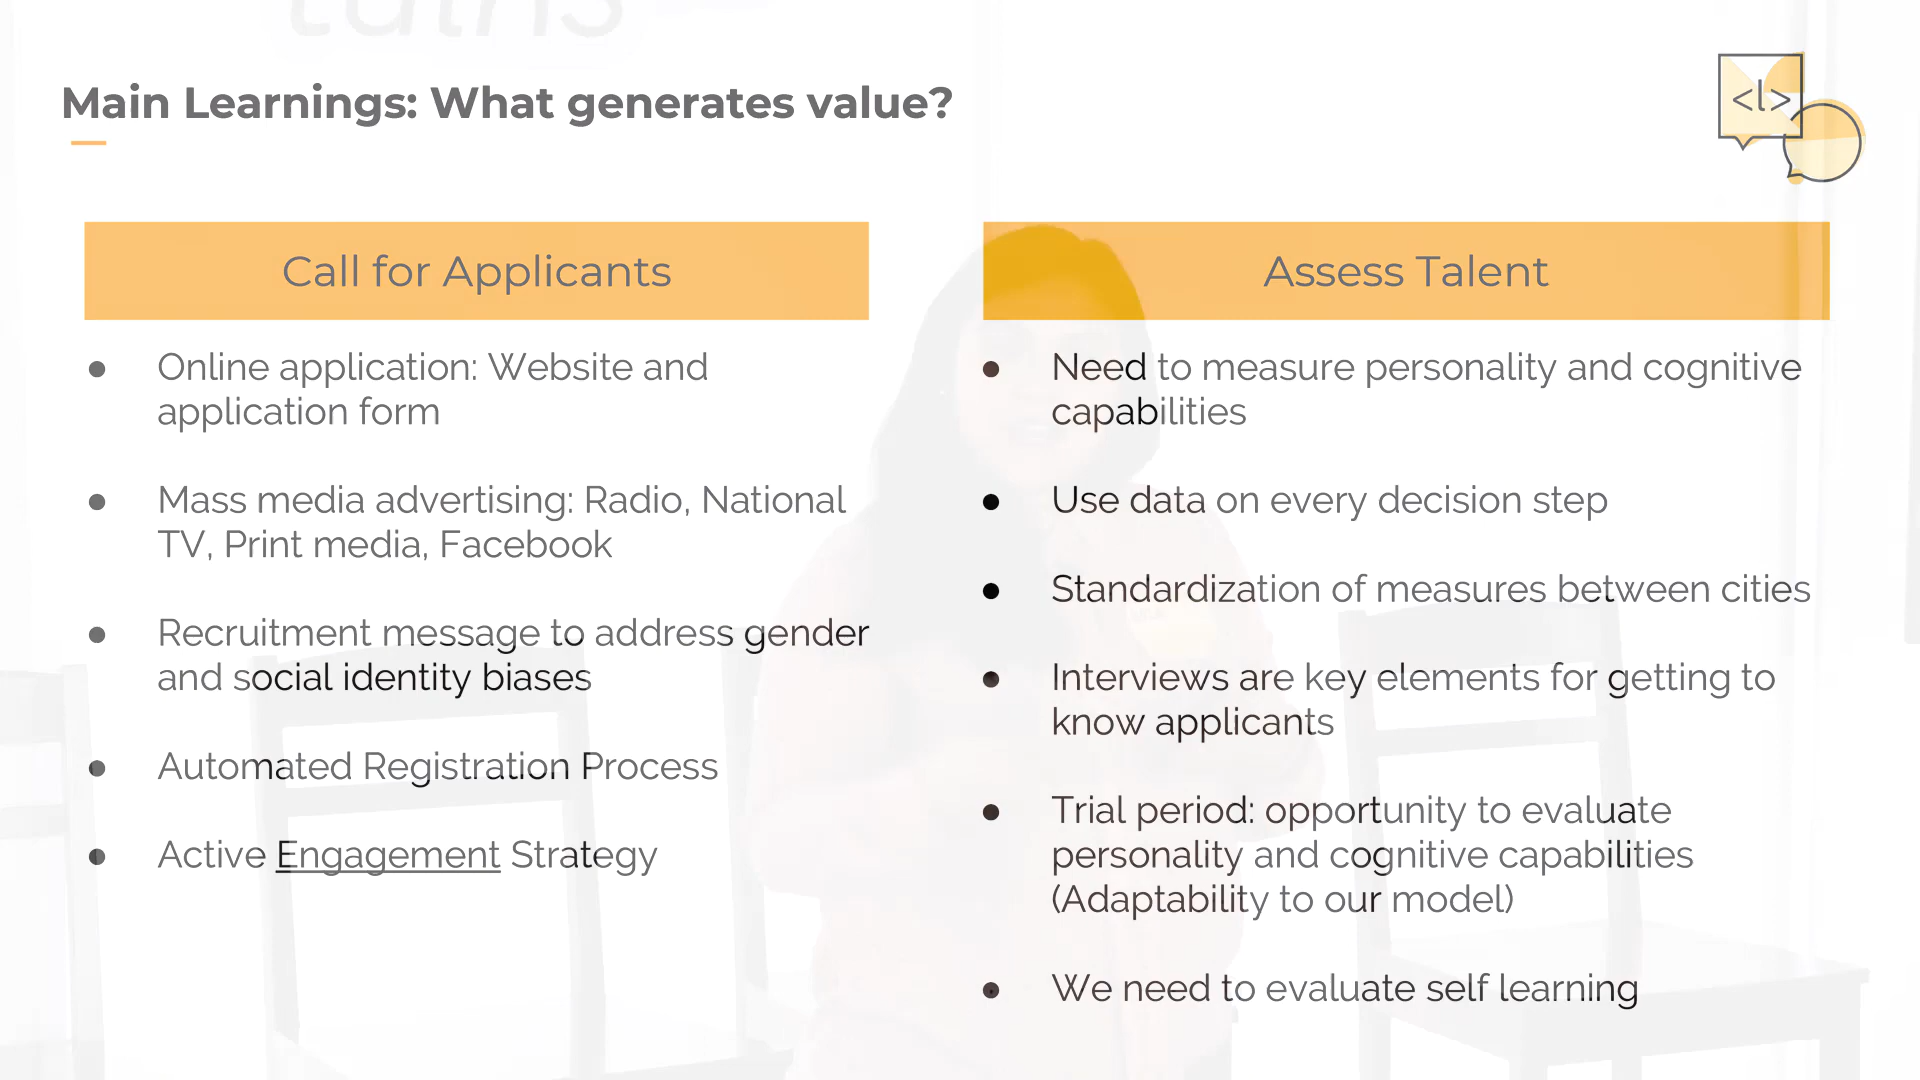 Main Learnings: What generates value?
<l>
Call for Applicants
Online application: Website and
application form
Mass media advertising: Radio, National
TV, Print media, Facebook
Recruitment message to address gender
and social identity biases
Automated Registration Process
Active Engagement Strategy
Assess Talent
Need to measure personality and cognitive
capabilities
Use data on every decision step
Standardization of measures between cities
Interviews are key elements for getting to
know applicants
Trial period: opportunity to evaluate
personality and cognitive capabilities
(Adaptability to our model)
We need to evaluate self learning